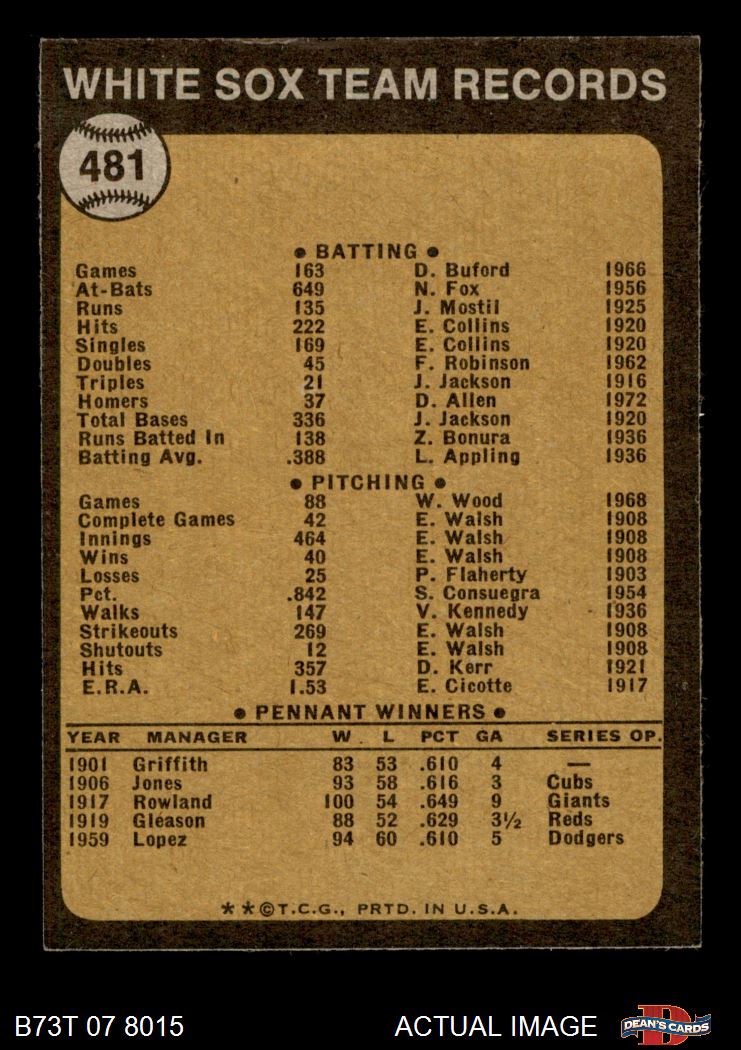 WHITE SOX TEAM RECORDS
481
● BATTING ●
Games 163 D. Buford 1966
At-Bats 649 N. Fox 1956
Runs 135 J. Mostil 1925
Hits 222 E. Collins 1920
Singles 169 E. Collins 1920
Doubles 45 F. Robinson 1962
Triples 21 J. Jackson 1916
Homers 37 D. Allen 1972
Total Bases 336 J. Jackson 1920
Runs Batted In 138 Z. Bonura 1936
Batting Avg. .388 L. Appling 1936
● PITCHING ●
Games 88 W. Wood 1968
Complete Games 42 E. Walsh 1908
Innings 464 E. Walsh 1908
Wins 40 E. Walsh 1908
Losses 25 P. Flaherty 1903
Pct. .842 S. Consuegra 1954
Walks 147 V. Kennedy 1936
Strikeouts 269 E. Walsh 1908
Shutouts 12 E. Walsh 1908
Hits 357 D. Kerr 1921
E.R.A. 1.53 E. Cicotte 1917
● PENNANT WINNERS ●
YEAR MANAGER W L PCT GA SERIES OP.
1901 Griffith 83 53 .610 4 —
1906 Jones 93 58 .616 3 Cubs
1917 Rowland 100 54 .649 9 Giants
1919 Gleason 88 52 .629 3½ Reds
1959 Lopez 94 60 .610 5 Dodgers
★ ★ © T.C.G., PRTD. IN U.S.A.
B73T 07 8015 ACTUAL IMAGE D DEAN'S CARDS